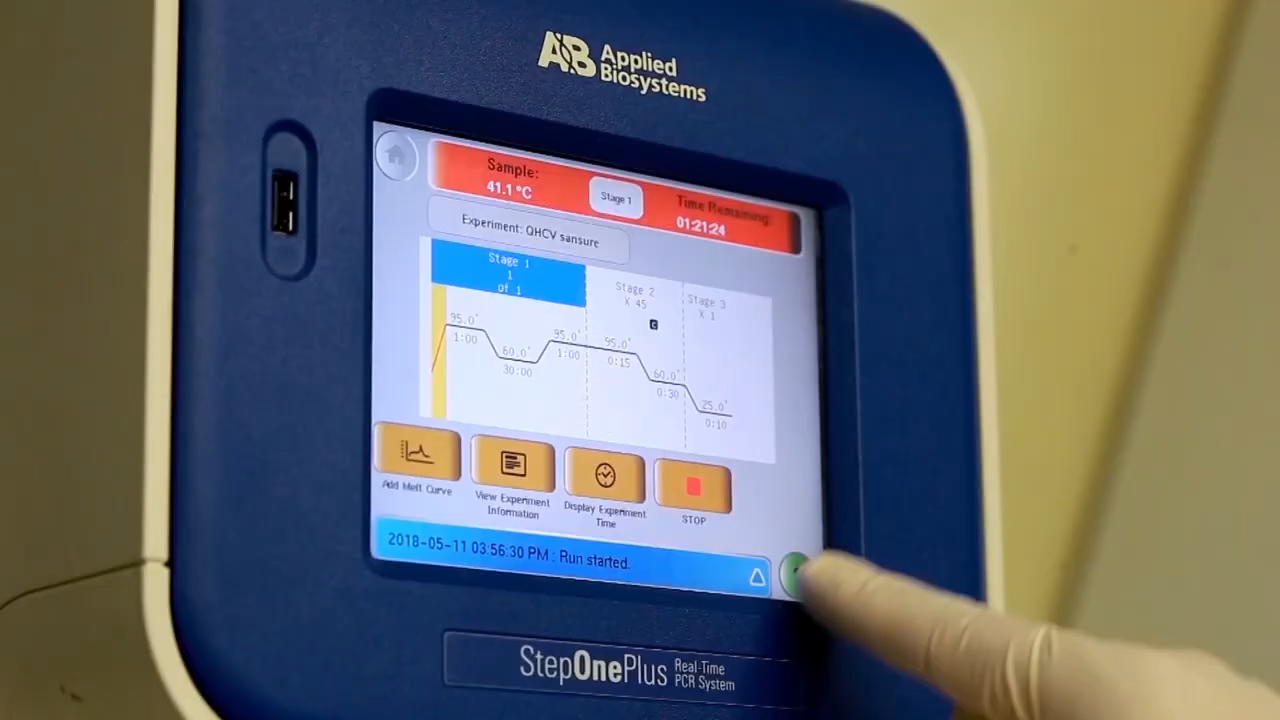 AB Applied
Biosystems
Sample:
41.1 °C
Stage 1
Time Remaining:
01:21:24
Experiment: QHCV sansure
Stage 1
1
Of 1
Stage 2
X 45
Stage 3
X 1
G
95.0°
1:00
60.0°
30:00
95.0°
1:00
95.0°
0:15
60.0°
0:30
25.0°
0:10
Add Melt Curve
View Experiment
Information
Display Experiment
Time
STOP
2018-05-11 03:56:30 PM : Run started.
StepOnePlus Real-Time
PCR System